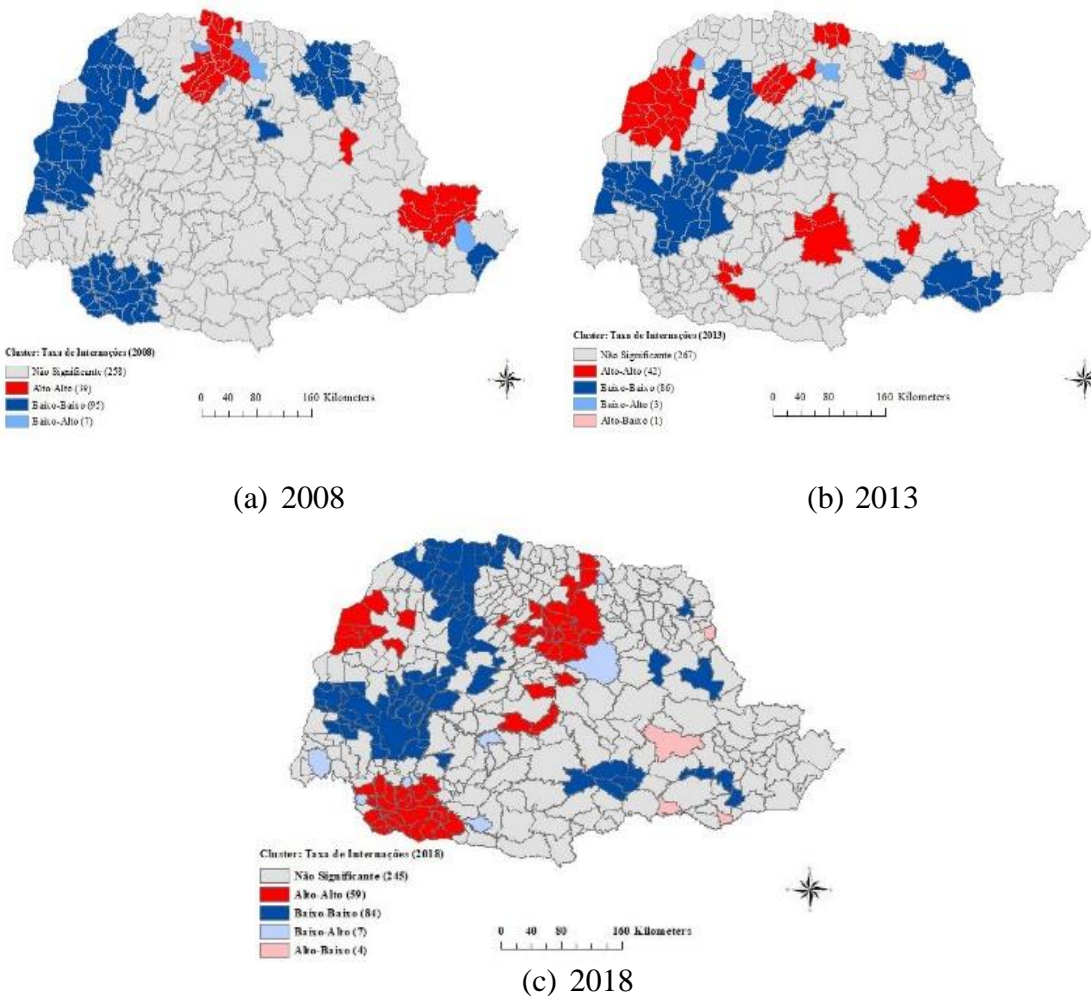 Cluster: Taxa de Internações (2008)
Não Significante (258)
Alto-Alto (39)
Baixo-Baixo (95)
Baixo-Alto (7)
0 40 80 160 Kilometers
(a) 2008
Cluster: Taxa de Internações (2013)
Não Significante (267)
Alto-Alto (42)
Baixo-Baixo (86)
Baixo-Alto (3)
Alto-Baixo (1)
0 40 80 160 Kilometers
(b) 2013
Cluster: Taxa de Internações (2018)
Não Significante (245)
Alto-Alto (59)
Baixo-Baixo (84)
Baixo-Alto (7)
Alto-Baixo (4)
0 40 80 160 Kilometers
(c) 2018